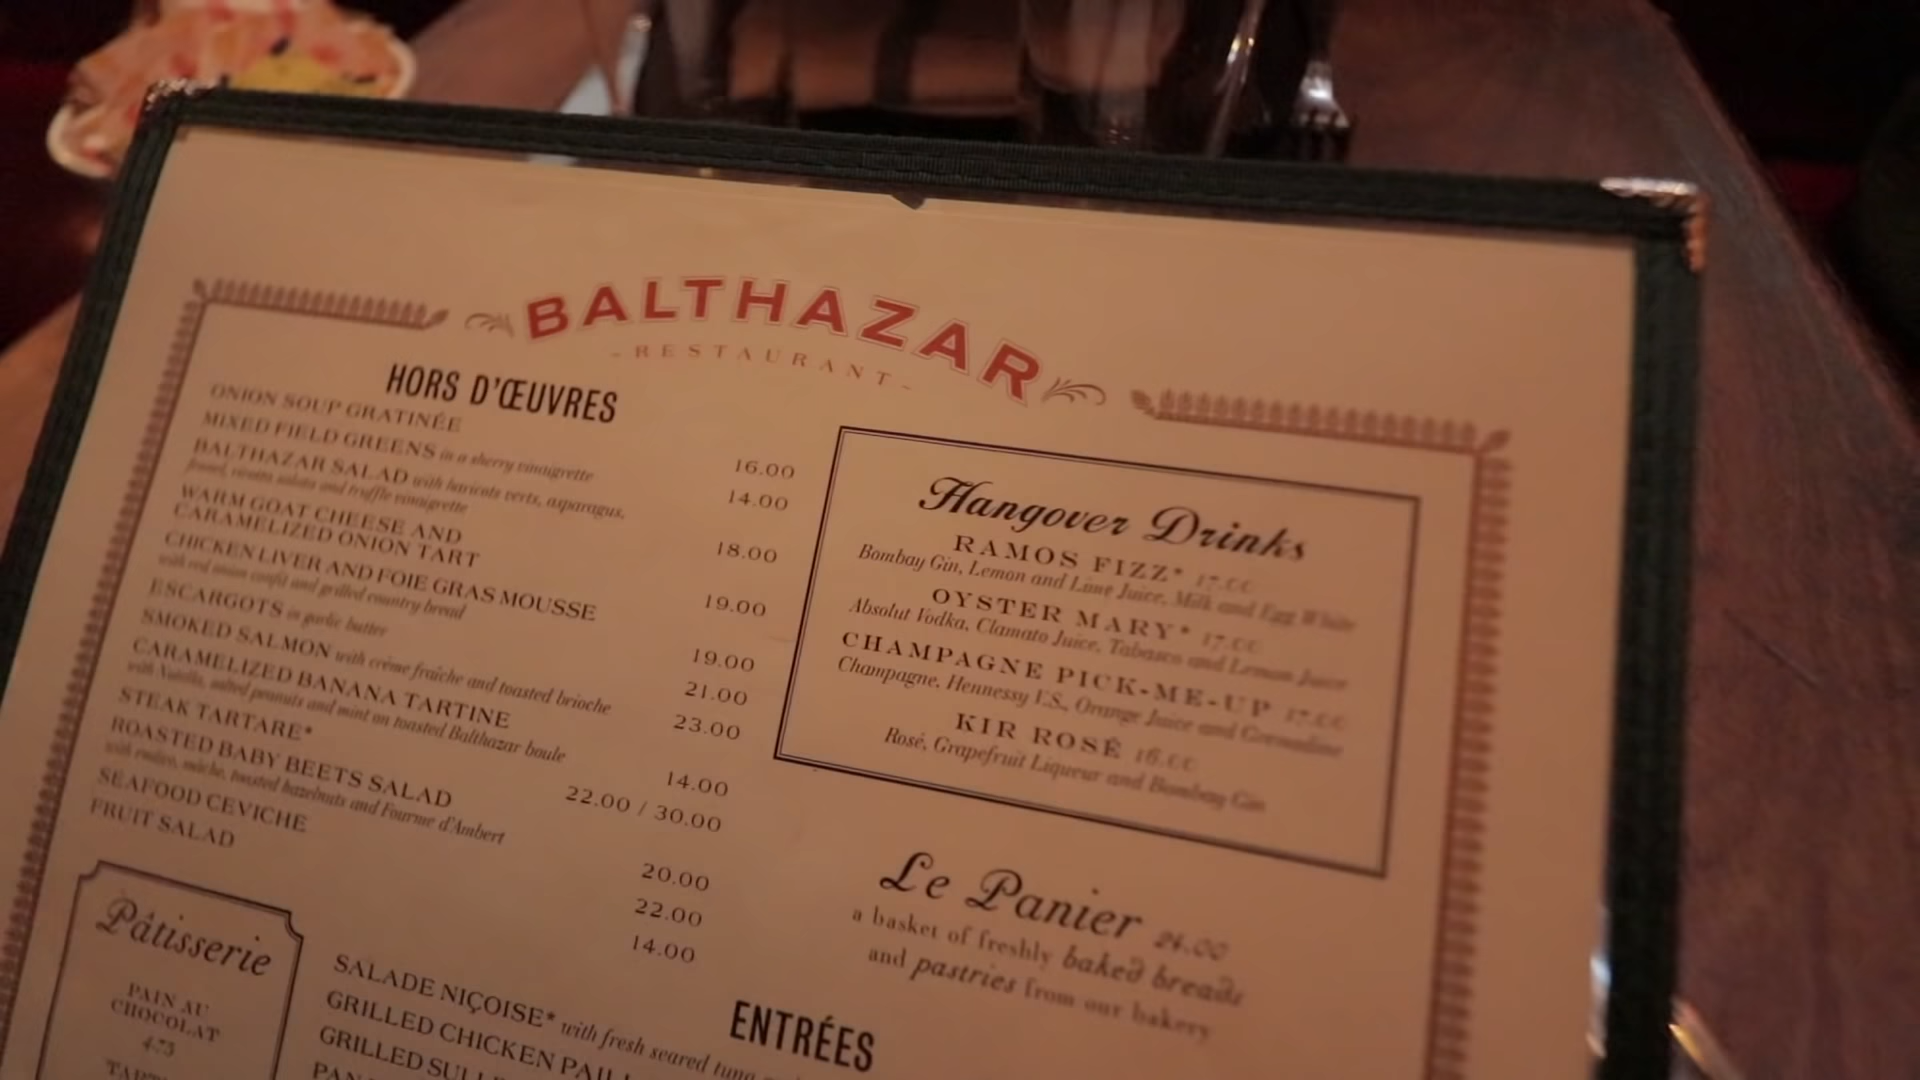 BALTHAZAR
-RESTAURANT-
HORS D'ŒUVRES
ONION SOUP GRATINÉE 16.00
MIXED FIELD GREENS in a sherry vinaigrette 14.00
BALTHAZAR SALAD with haricots verts, asparagus,
fennel, ricotta salata and truffle vinaigrette 18.00
WARM GOAT CHEESE AND
CARAMELIZED ONION TART 19.00
CHICKEN LIVER AND FOIE GRAS MOUSSE
with red onion confit and grilled country bread 19.00
ESCARGOTS in garlic butter 21.00
SMOKED SALMON with crème fraîche and toasted brioche 23.00
CARAMELIZED BANANA TARTINE
with Nutella, salted peanuts and mint on toasted Balthazar boule 14.00
STEAK TARTARE* 22.00 / 30.00
ROASTED BABY BEETS SALAD
with endive, mâche, toasted hazelnuts and Fourme d'Ambert 20.00
SEAFOOD CEVICHE 22.00
FRUIT SALAD 14.00
Hangover Drinks
RAMOS FIZZ* 17.00
Bombay Gin, Lemon and Lime Juice, Milk and Egg White
OYSTER MARY* 17.00
Absolut Vodka, Clamato Juice, Tabasco and Lemon Juice
CHAMPAGNE PICK-ME-UP 17.00
Champagne, Hennessy V.S., Orange Juice and Grenadine
KIR ROSÉ 16.00
Rosé, Grapefruit Liqueur and Bombay Gin
Le Panier 24.00
a basket of freshly baked breads
and pastries from our bakery
Pâtisserie
PAIN AU
CHOCOLAT
4.75
ENTRÉES
SALADE NIÇOISE* with fresh seared tuna
GRILLED CHICKEN PAIL
GRILLED